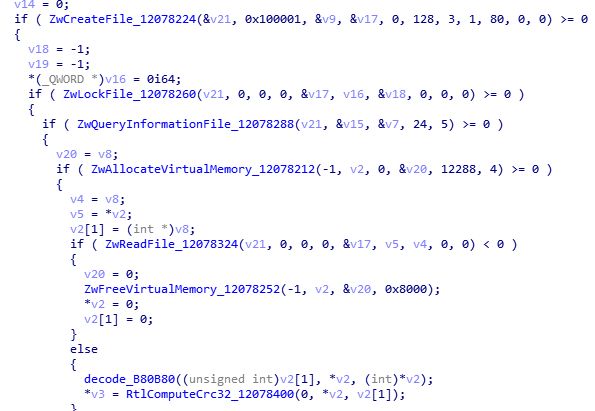 v14 = 0;
if ( ZwCreateFile_12078224(&v21, 0x100001, &v9, &v17, 0, 128, 3, 1, 80, 0, 0) >= 0
{
v18 = -1;
v19 = -1;
*(_QWORD *)v16 = 0i64;
if ( ZwLockFile_12078260(v21, 0, 0, 0, &v17, v16, &v18, 0, 0, 0) >= 0 )
{
if ( ZwQueryInformationFile_12078288(v21, &v15, &v7, 24, 5) >= 0 )
{
v20 = v8;
if ( ZwAllocateVirtualMemory_12078212(-1, v2, 0, &v20, 12288, 4) >= 0 )
{
v4 = v8;
v5 = *v2;
v2[1] = (int *)v8;
if ( ZwReadFile_12078324(v21, 0, 0, 0, &v17, v5, v4, 0, 0) < 0 )
{
v20 = 0;
ZwFreeVirtualMemory_12078252(-1, v2, &v20, 0x8000);
*v2 = 0;
v2[1] = 0;
}
else
{
decode_B80B80((unsigned int)v2[1], *v2, (int)*v2);
*v3 = RtlComputeCrc32_12078400(0, *v2, v2[1]);
}